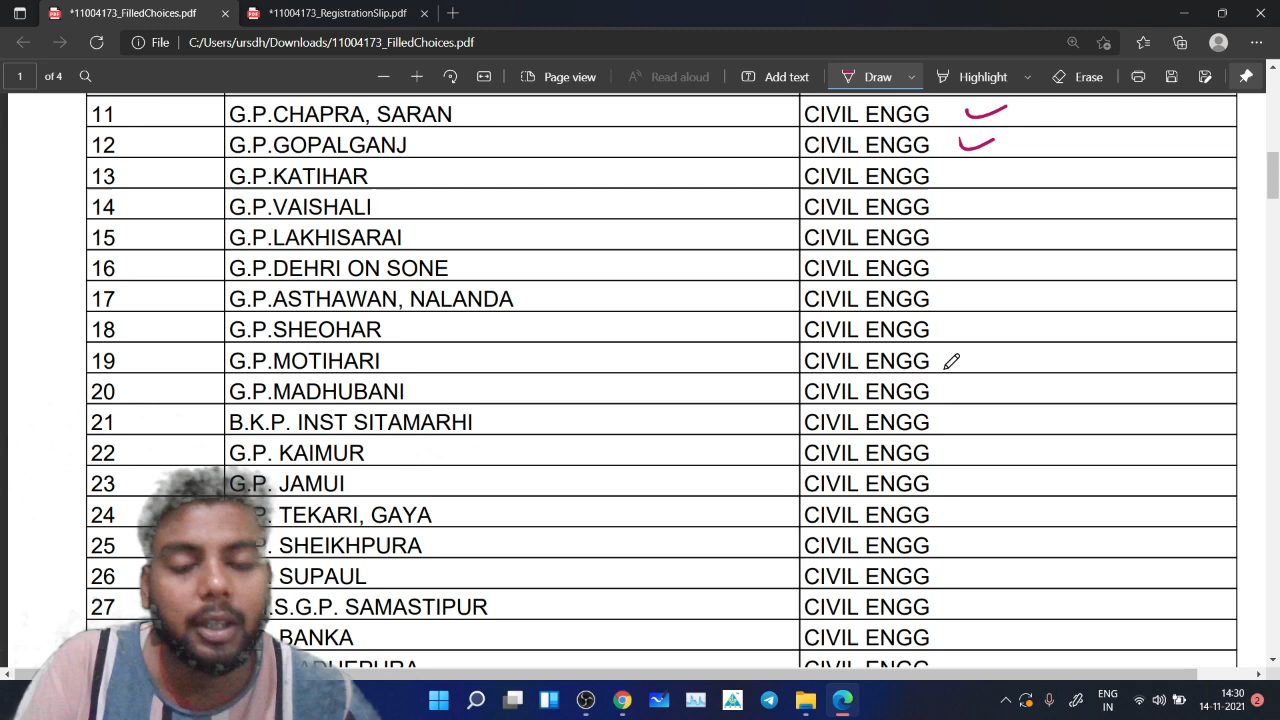 *11004173_FilledChoices.pdf
*11004173_RegistrationSlip.pdf
File C:/Users/ursdh/Downloads/11004173_FilledChoices.pdf
1 of 4 Page view Read aloud Add text Draw Highlight Erase
11 G.P.CHAPRA, SARAN CIVIL ENGG
12 G.P.GOPALGANJ CIVIL ENGG
13 G.P.KATIHAR CIVIL ENGG
14 G.P.VAISHALI CIVIL ENGG
15 G.P.LAKHISARAI CIVIL ENGG
16 G.P.DEHRI ON SONE CIVIL ENGG
17 G.P.ASTHAWAN, NALANDA CIVIL ENGG
18 G.P.SHEOHAR CIVIL ENGG
19 G.P.MOTIHARI CIVIL ENGG
20 G.P.MADHUBANI CIVIL ENGG
21 B.K.P. INST SITAMARHI CIVIL ENGG
22 G.P. KAIMUR CIVIL ENGG
23 G.P. JAMUI CIVIL ENGG
24 TEKARI, GAYA CIVIL ENGG
25 SHEIKHPURA CIVIL ENGG
26 SUPAUL CIVIL ENGG
27 .S.G.P. SAMASTIPUR CIVIL ENGG
BANKA CIVIL ENGG
CIVIL ENGG
ENG
IN
14:30
14-11-2021
2